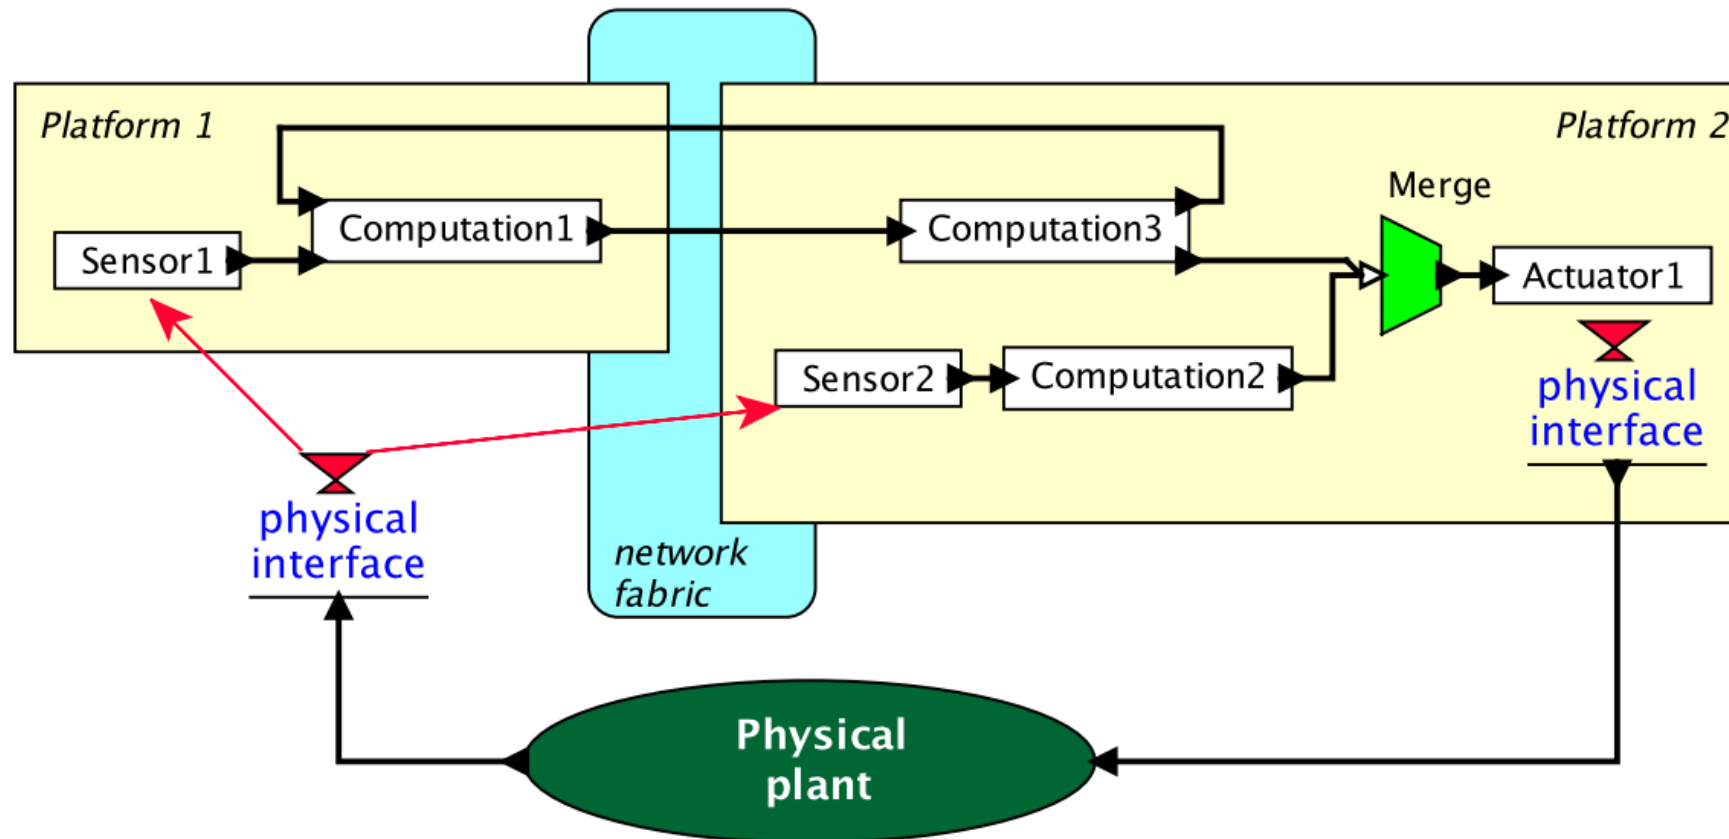 Platform 1
Platform 2
Merge
Computation1
Computation3
Sensor1
Actuator1
Sensor2
Computation2
physical
interface
physical
interface
network
fabric
Physical
plant